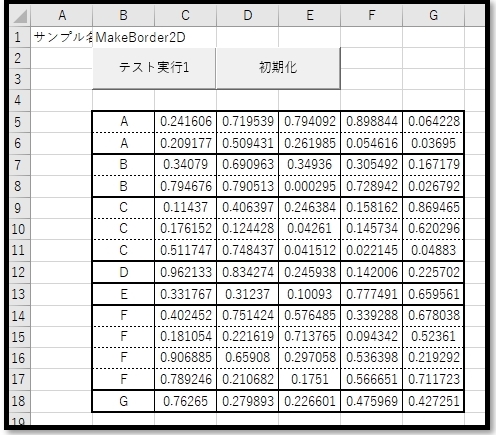 A B C D E F G
1 サンプル名 MakeBorder2D
2
テスト実行1 初期化
3
4
5 A 0.241606 0.719539 0.794092 0.898844 0.064228
6 A 0.209177 0.509431 0.261985 0.054616 0.03695
7 B 0.34079 0.690963 0.34936 0.305492 0.167179
8 B 0.794676 0.790513 0.000295 0.728942 0.026792
9 C 0.11437 0.406397 0.246384 0.158162 0.869465
10 C 0.176152 0.124428 0.04261 0.145734 0.620296
11 C 0.511747 0.748437 0.041512 0.022145 0.04883
12 D 0.962133 0.834274 0.245938 0.142006 0.225702
13 E 0.331767 0.31237 0.10093 0.777491 0.659561
14 F 0.402452 0.751424 0.576485 0.339288 0.678038
15 F 0.181054 0.221619 0.713765 0.094342 0.52361
16 F 0.906885 0.65908 0.297058 0.536398 0.219292
17 F 0.789246 0.210682 0.1751 0.566651 0.711723
18 G 0.76265 0.279893 0.226601 0.475969 0.427251
19